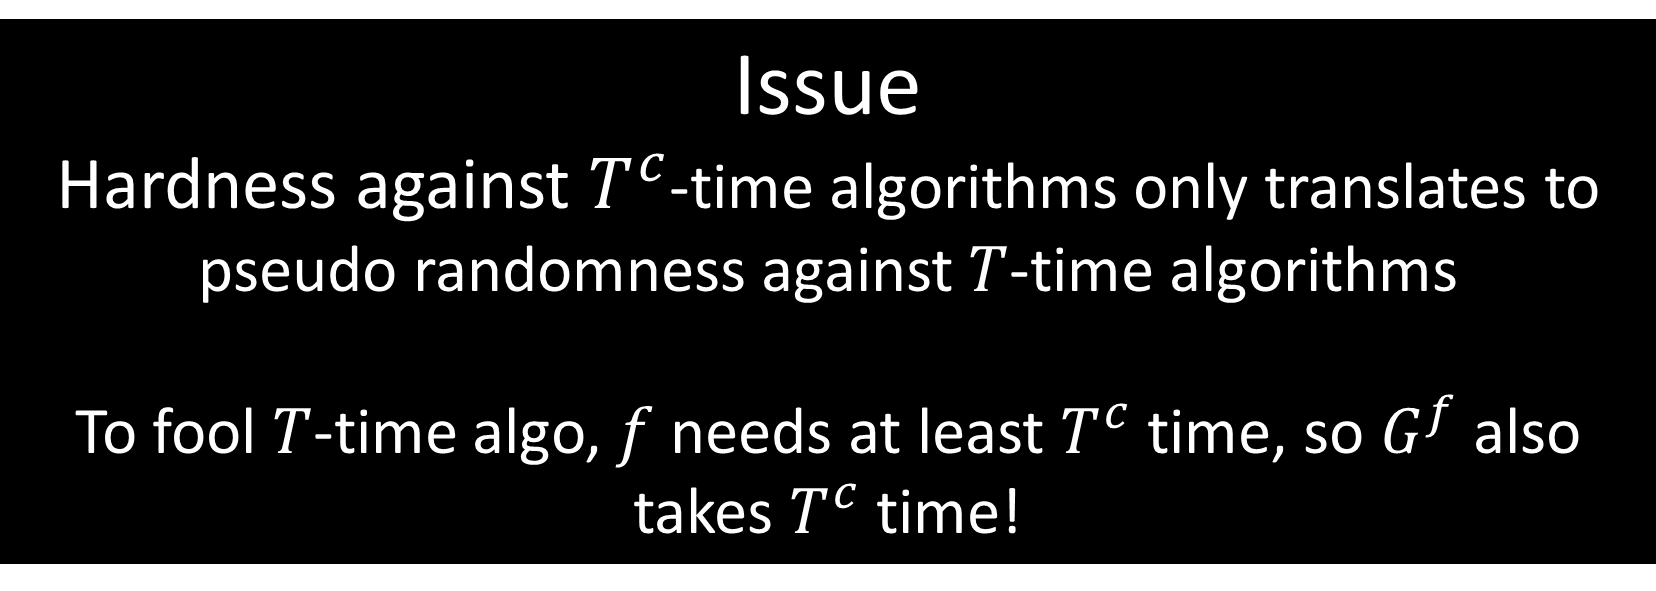 Issue
Hardness against T^c-time algorithms only translates to
pseudo randomness against T-time algorithms
To fool T-time algo, f needs at least T^c time, so G^f also
takes T^c time!